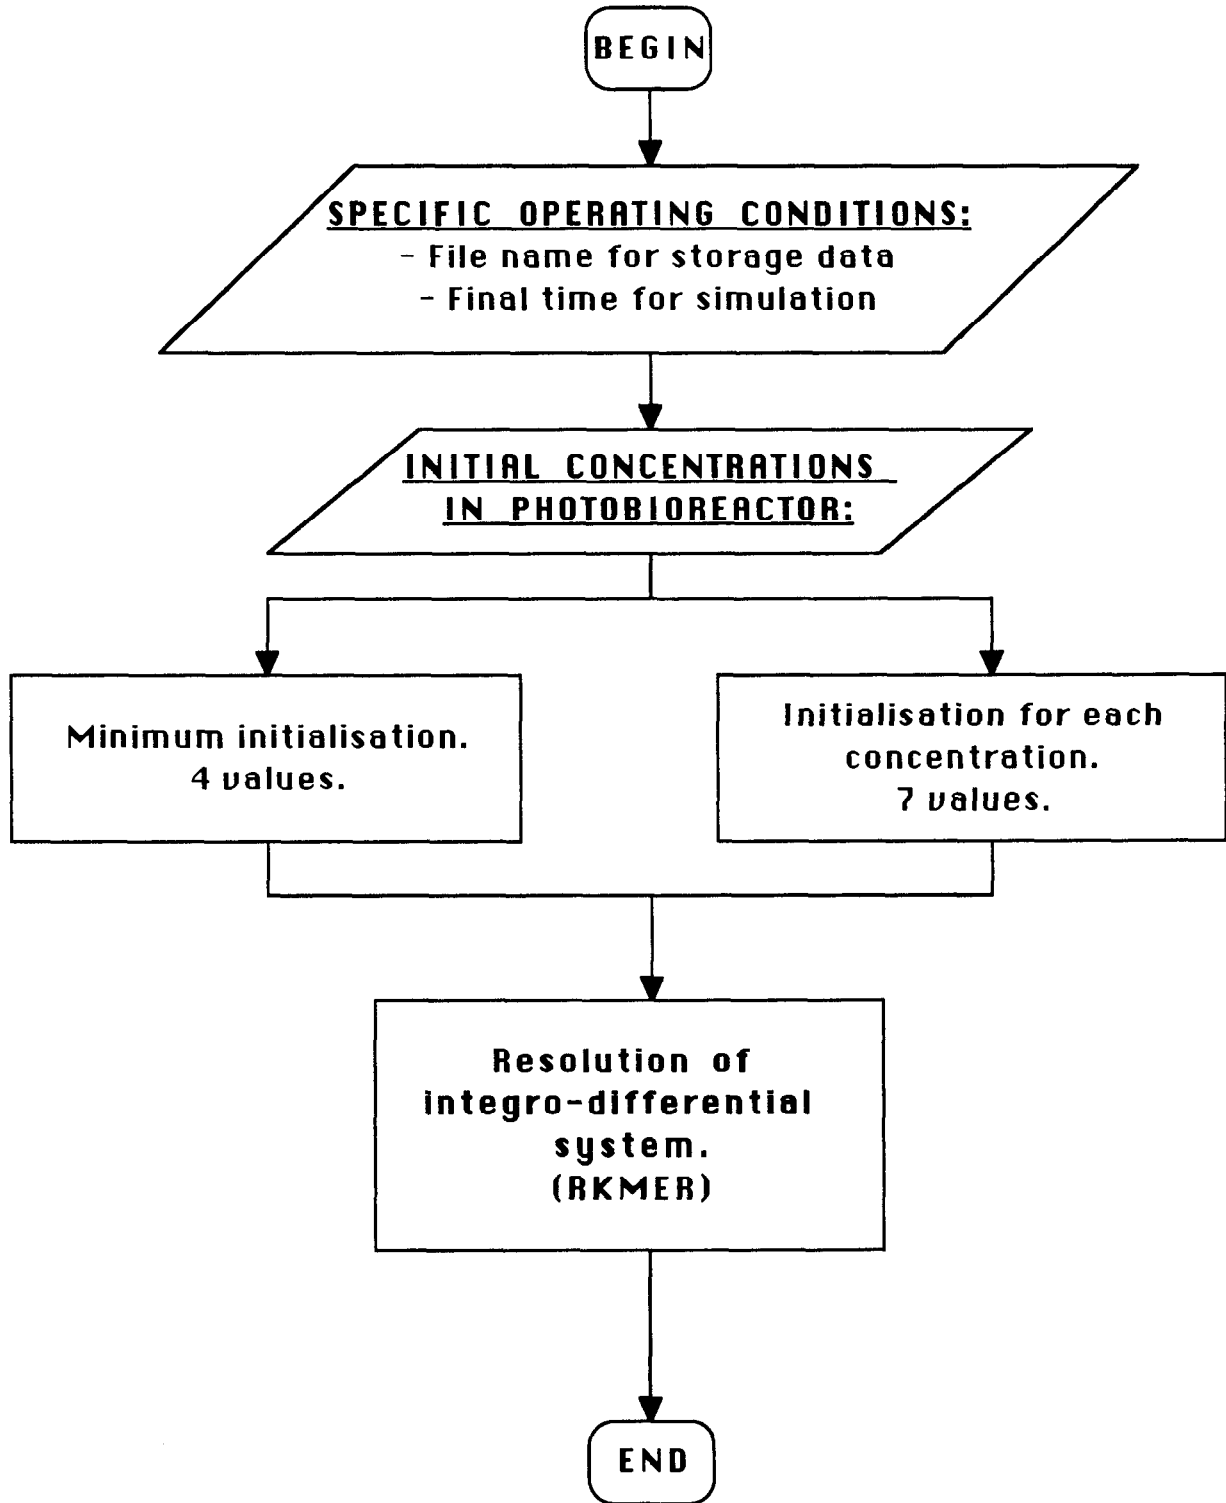 BEGIN
SPECIFIC OPERATING CONDITIONS:
- File name for storage data
- Final time for simulation
INITIAL CONCENTRATIONS
IN PHOTOBIOREACTOR:
Minimum initialisation.
4 values.
Initialisation for each
concentration.
7 values.
Resolution of
integro-differential
system.
(RKMER)
END